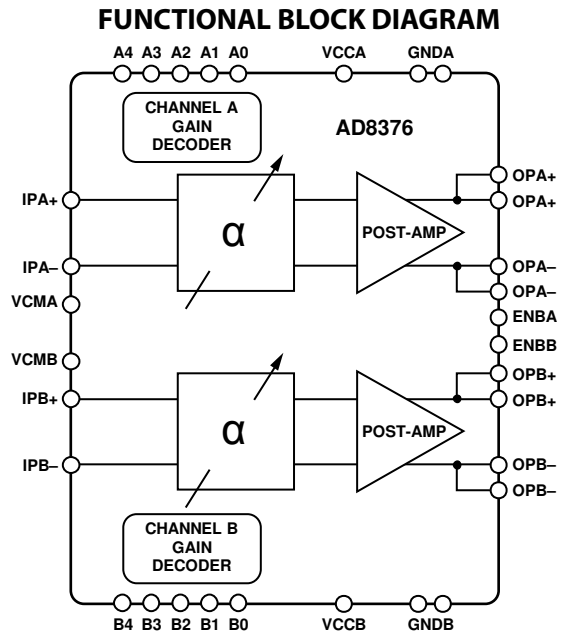 FUNCTIONAL BLOCK DIAGRAM
A4 A3 A2 A1 A0 VCCA GNDA
CHANNEL A
GAIN
DECODER
AD8376
IPA+
α
POST-AMP
OPA+
OPA+
IPA–
OPA–
OPA–
VCMA
ENBA
ENBB
VCMB
OPB+
IPB+
OPB+
α
POST-AMP
IPB–
OPB–
OPB–
CHANNEL B
GAIN
DECODER
B4 B3 B2 B1 B0 VCCB GNDB